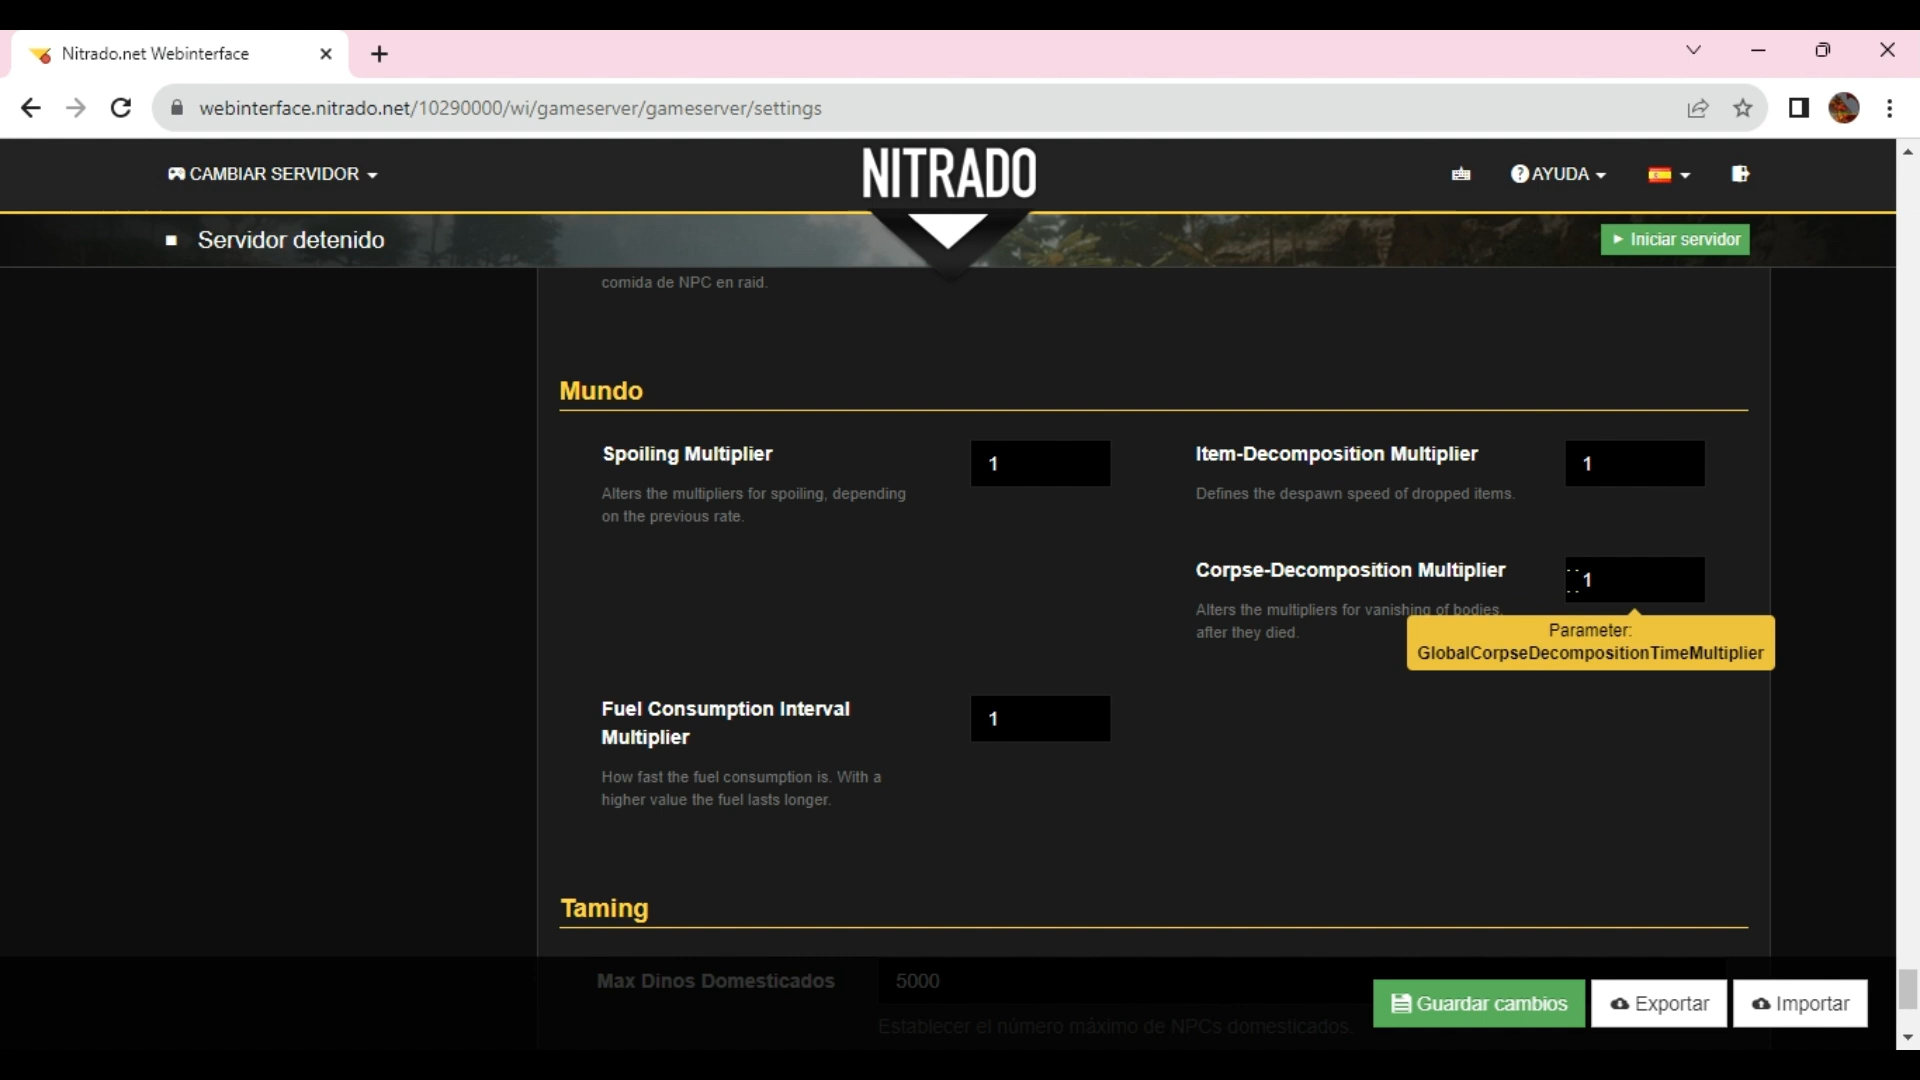 Nitrado.net Webinterface
webinterface.nitrado.net/10290000/wi/gameserver/gameserver/settings
CAMBIAR SERVIDOR
NITRADO
AYUDA
Servidor detenido
Iniciar servidor
comida de NPC en raid.
Mundo
Spoiling Multiplier
1
Alters the multipliers for spoiling, depending
on the previous rate.
Item-Decomposition Multiplier
1
Defines the despawn speed of dropped items.
Corpse-Decomposition Multiplier
1
Alters the multipliers for vanishing of bodies,
after they died.
Parameter:
GlobalCorpseDecompositionTimeMultiplier
Fuel Consumption Interval
Multiplier
1
How fast the fuel consumption is. With a
higher value the fuel lasts longer.
Taming
Max Dinos Domesticados
5000
Establecer el número máximo de NPCs domesticados.
Guardar cambios
Exportar
Importar